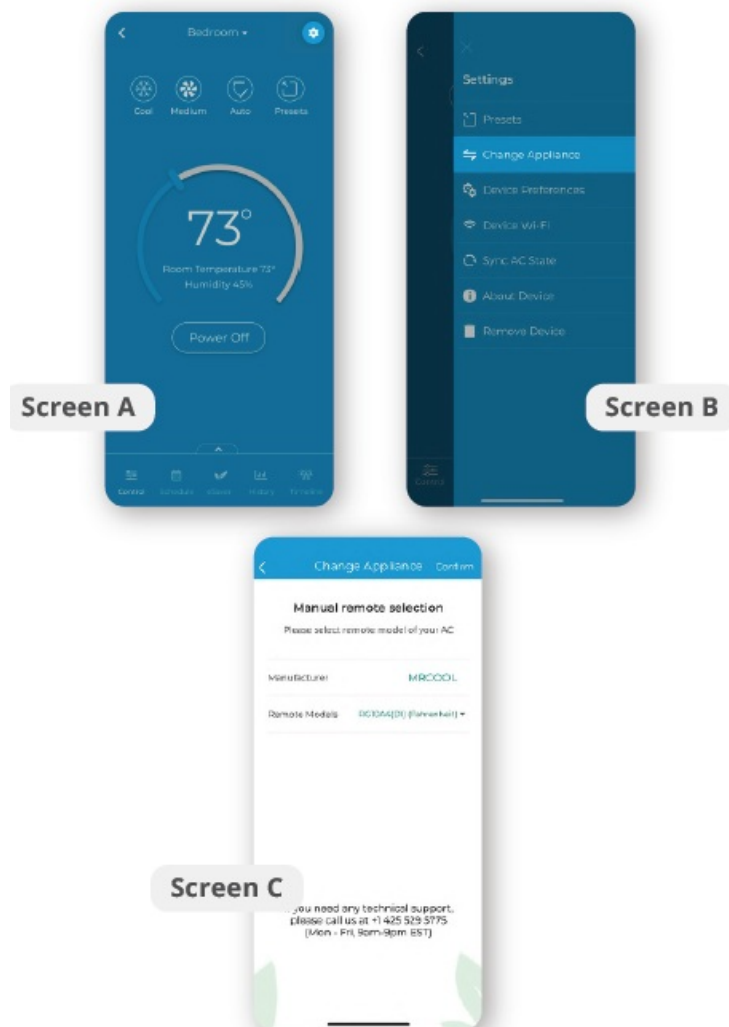 Bedroom
Cool Medium Auto Presets
73°
Room Temperature 73°
Humidity 45%
Power Off
Screen A
Control Schedule eSaver History Timeline
Settings
Presets
Change Appliance
Device Preferences
Device Wi-Fi
Sync AC State
About Device
Remove Device
Screen B
Control
Change Appliance Confirm
Manual remote selection
Please select remote model of your AC
Manufacturer MRCOOL
Remote Models (Fahrenheit)
Screen C
you need any technical support,
please call us at +1 425 529 5775
(Mon - Fri, 9am-9pm EST)